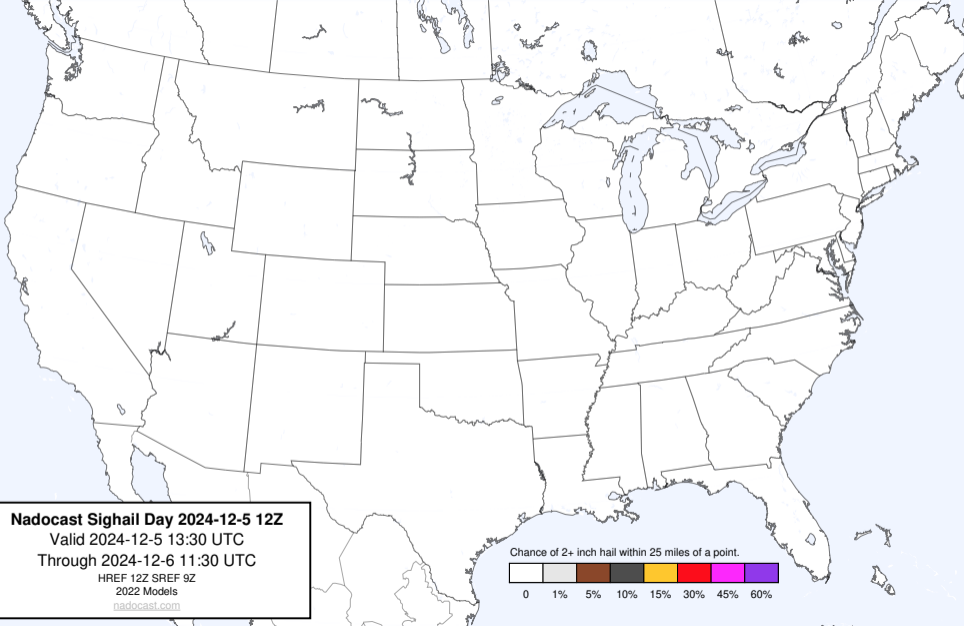 Nadocast Sighail Day 2024-12-5 12Z
Valid 2024-12-5 13:30 UTC
Through 2024-12-6 11:30 UTC
HREF 12Z SREF 9Z
2022 Models
nadocast.com
Chance of 2+ inch hail within 25 miles of a point.
0 1% 5% 10% 15% 30% 45% 60%